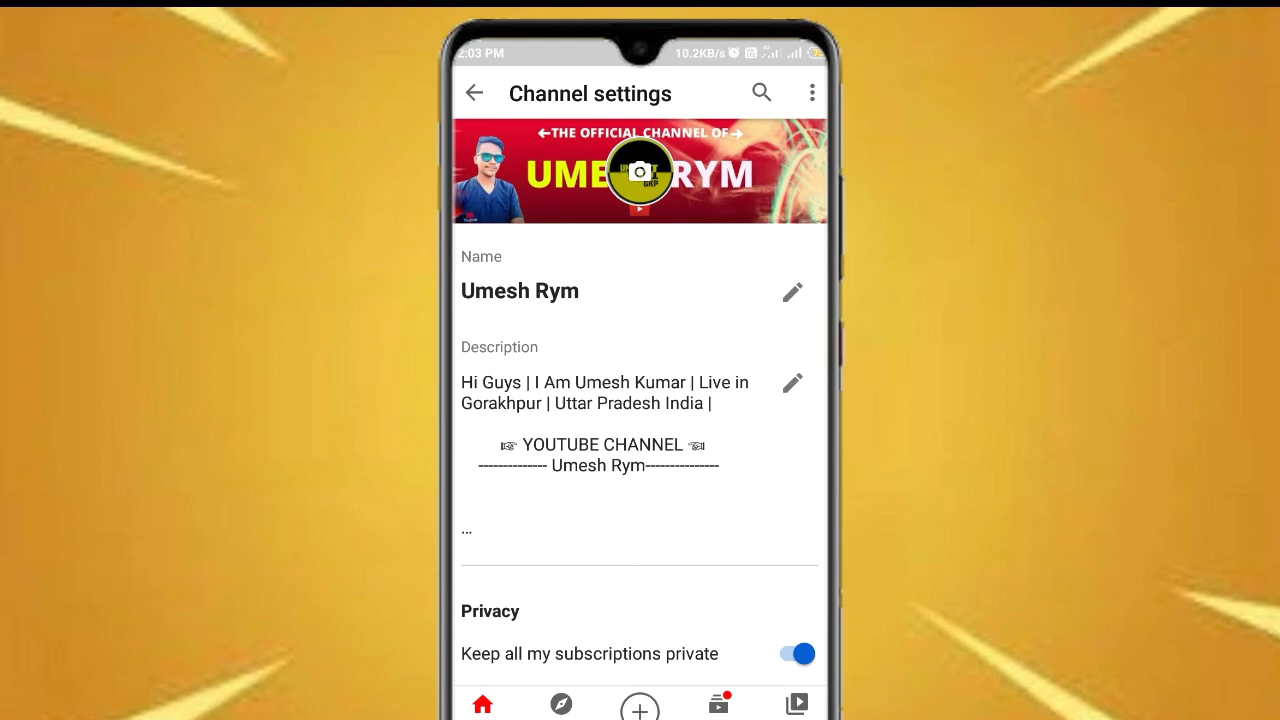 2:03 PM 10.2KB/s
Channel settings
←THE OFFICIAL CHANNEL OF→
RYM
GKP
Name
Umesh Rym
Description
Hi Guys | I Am Umesh Kumar | Live in
Gorakhpur | Uttar Pradesh India |
☞ YOUTUBE CHANNEL ☜
-------------- Umesh Rym---------------
...
Privacy
Keep all my subscriptions private